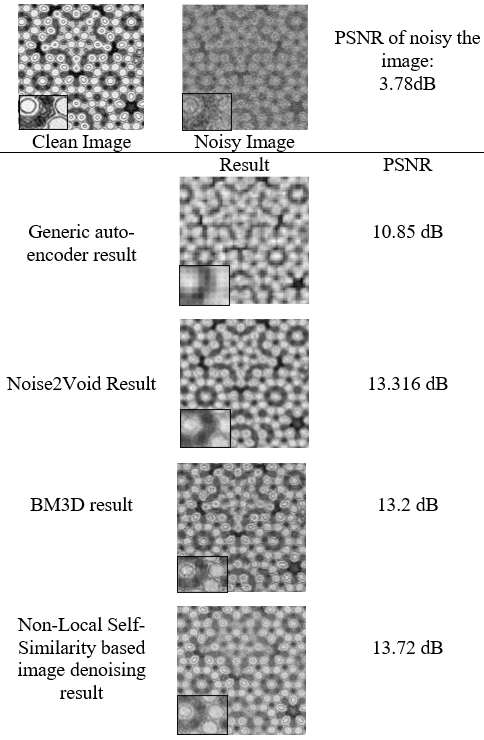 PSNR of noisy the
image:
3.78dB
Clean Image
Noisy Image
Result
PSNR
Generic auto-
encoder result
10.85 dB
Noise2Void Result
13.316 dB
BM3D result
13.2 dB
Non-Local Self-
Similarity based
image denoising
result
13.72 dB